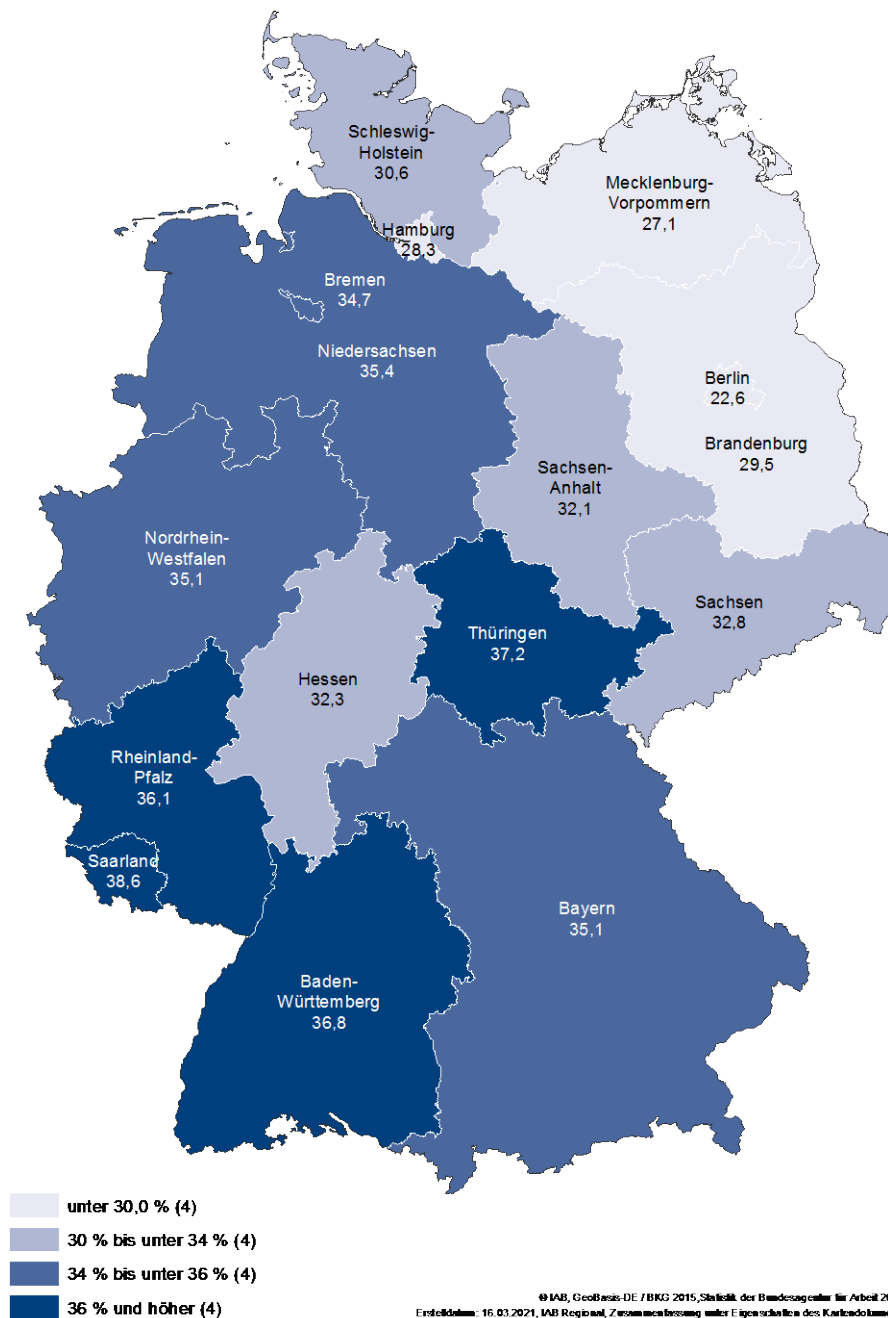 Schleswig-
Holstein
30,6
Mecklenburg-
Vorpommern
27,1
Hamburg
28,3
Bremen
34,7
Niedersachsen
35,4
Berlin
22,6
Brandenburg
29,5
Sachsen-
Anhalt
32,1
Nordrhein-
Westfalen
35,1
Sachsen
32,8
Thüringen
37,2
Hessen
32,3
Rheinland-
Pfalz
36,1
Saarland
38,6
Bayern
35,1
Baden-
Württemberg
36,8
unter 30,0 % (4)
30 % bis unter 34 % (4)
34 % bis unter 36 % (4)
36 % und höher (4)
© IAB, GeoBasis-DE / BKG 2015, Statistik der Bundesagentur für Arbeit
Erstelldatum: 16.03.2021, IAB Regional, Zusammenfassung unter Eigenschaften des